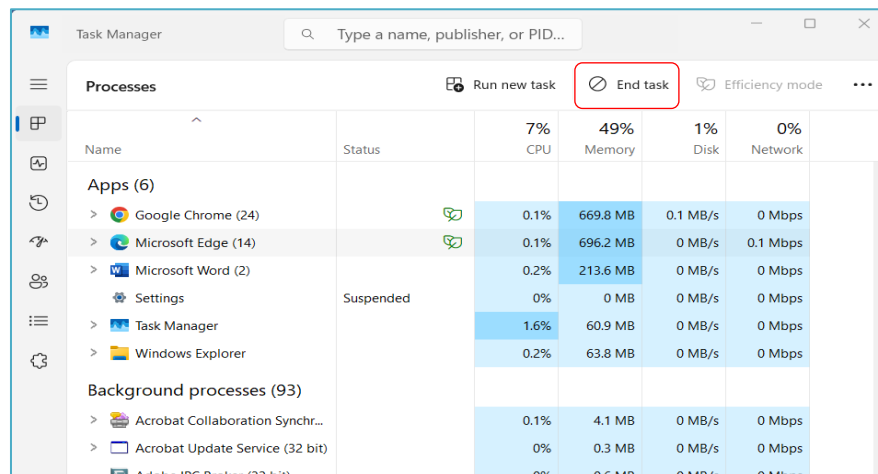 Task Manager Type a name, publisher, or PID...
Processes Run new task End task Efficiency mode
7% 49% 1% 0%
Name Status CPU Memory Disk Network
Apps (6)
Google Chrome (24) 0.1% 669.8 MB 0.1 MB/s 0 Mbps
Microsoft Edge (14) 0.1% 696.2 MB 0 MB/s 0.1 Mbps
Microsoft Word (2) 0.2% 213.6 MB 0 MB/s 0 Mbps
Settings Suspended 0% 0 MB 0 MB/s 0 Mbps
Task Manager 1.6% 60.9 MB 0 MB/s 0 Mbps
Windows Explorer 0.2% 63.8 MB 0 MB/s 0 Mbps
Background processes (93)
Acrobat Collaboration Synchr... 0.1% 4.1 MB 0 MB/s 0 Mbps
Acrobat Update Service (32 bit) 0% 0.3 MB 0 MB/s 0 Mbps